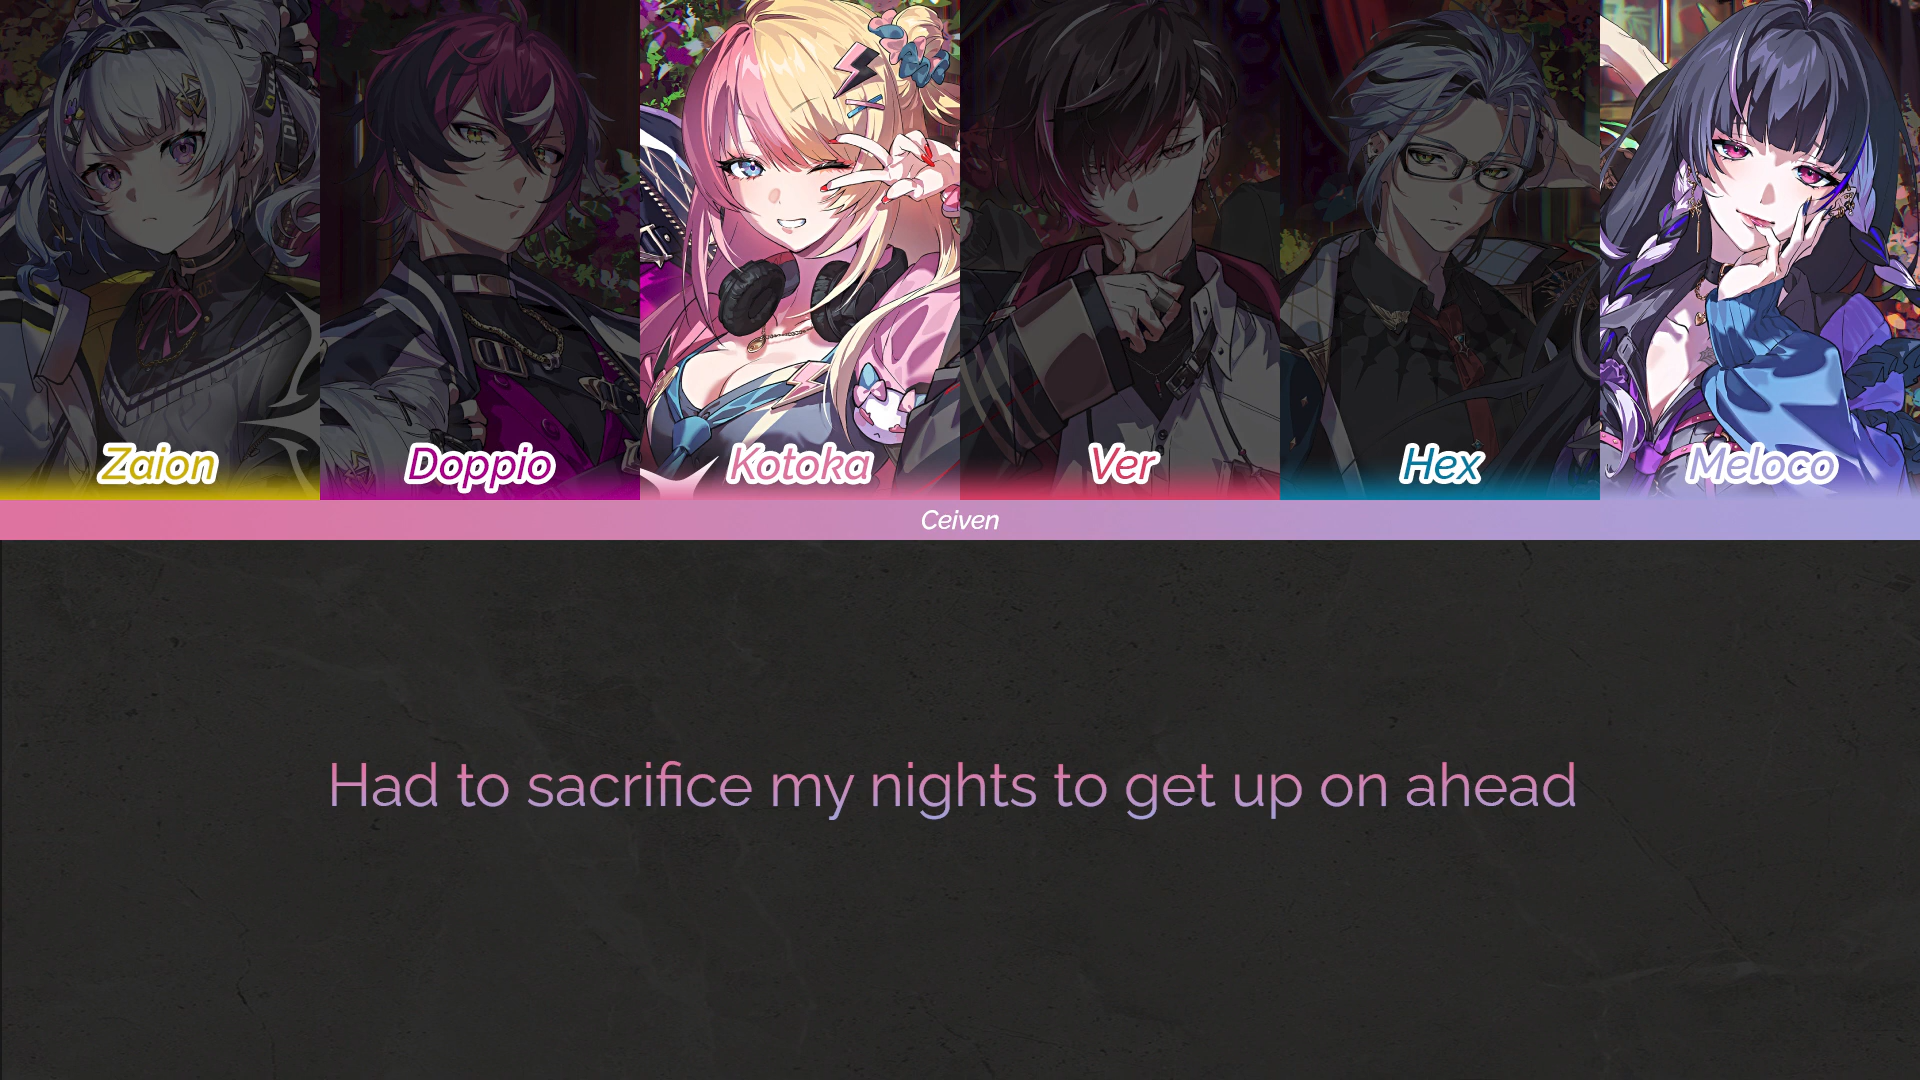 Zaion
Doppio
Kotoka
Ver
Hex
Meloco
Ceiven
Had to sacrifice my nights to get up on ahead